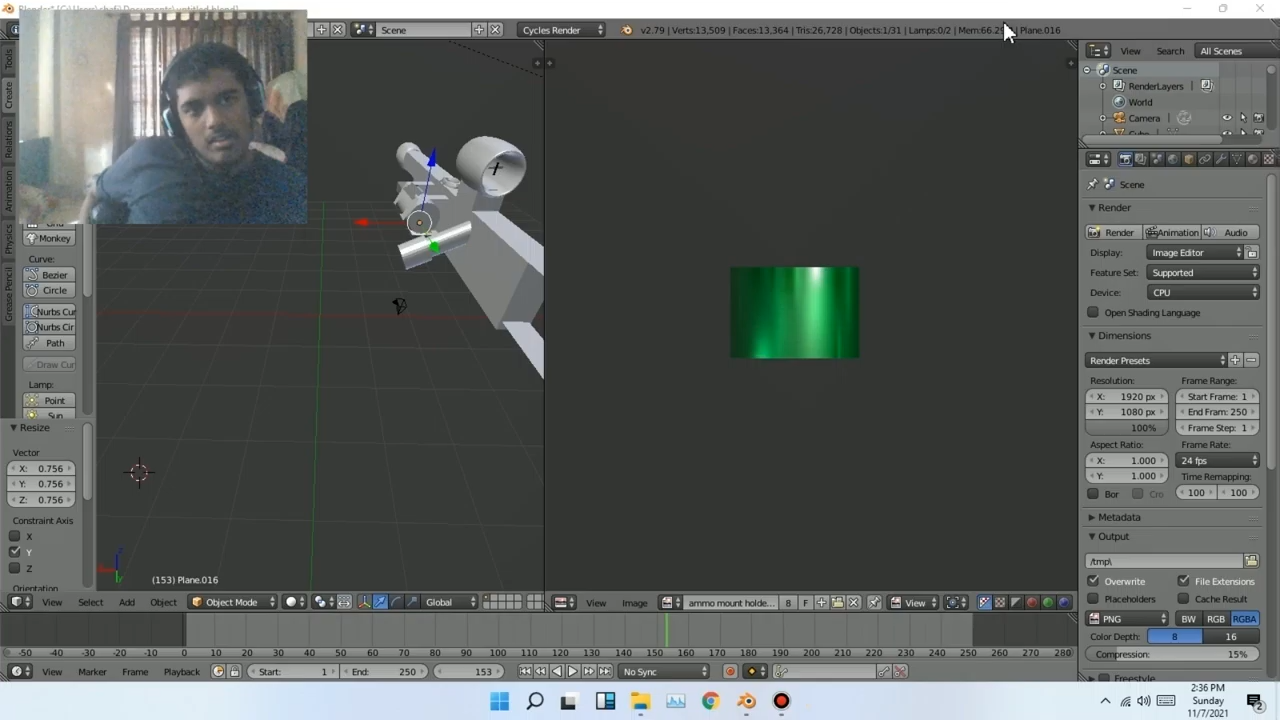 Scene
Cycles Render
v2.79 | Verts:13,509 | Faces:13,364 | Tris:26,728 | Objects:1/31 | Lamps:0/2 | Plane.016
View
Search
All Scenes
Scene
RenderLayers
World
Camera
Scene
Tools
Create
Relations
Animation
Physics
Grease Pencil
Monkey
Curve:
Bezier
Circle
Nurbs Cur
Nurbs Cir
Path
Draw Cur
Lamp:
Point
Resize
Vector
X: 0.756
Y: 0.756
Z: 0.756
Constraint Axis
X
Y
Z
(153) Plane.016
View
Select
Add
Object
Object Mode
Global
View
Image
ammo mount holde...
8
F
View
Render
Render
Animation
Audio
Display:
Image Editor
Feature Set:
Supported
Device:
CPU
Open Shading Language
Dimensions
Render Presets
Resolution:
Frame Range:
X: 1920 px
Start Frame: 1
Y: 1080 px
End Fram: 250
100%
Frame Step: 1
Aspect Ratio:
Frame Rate:
X: 1.000
24 fps
Y: 1.000
Time Remapping:
Bor
Cro
100
100
Metadata
Output
/tmp\
Overwrite
File Extensions
Placeholders
Cache Result
PNG
BW
RGB
RGBA
Color Depth:
8
16
Compression:
15%
-50 -40 -30 -20 -10 0 10 20 30 40 50 60 70 80 90 100 110 120 130 140 150 160 170 180 190 200 210 220 230 240 250 260 270 280
View
Marker
Frame
Playback
Start: 1
End: 250
153
No Sync
2:36 PM
Sunday
11/7/2021
2